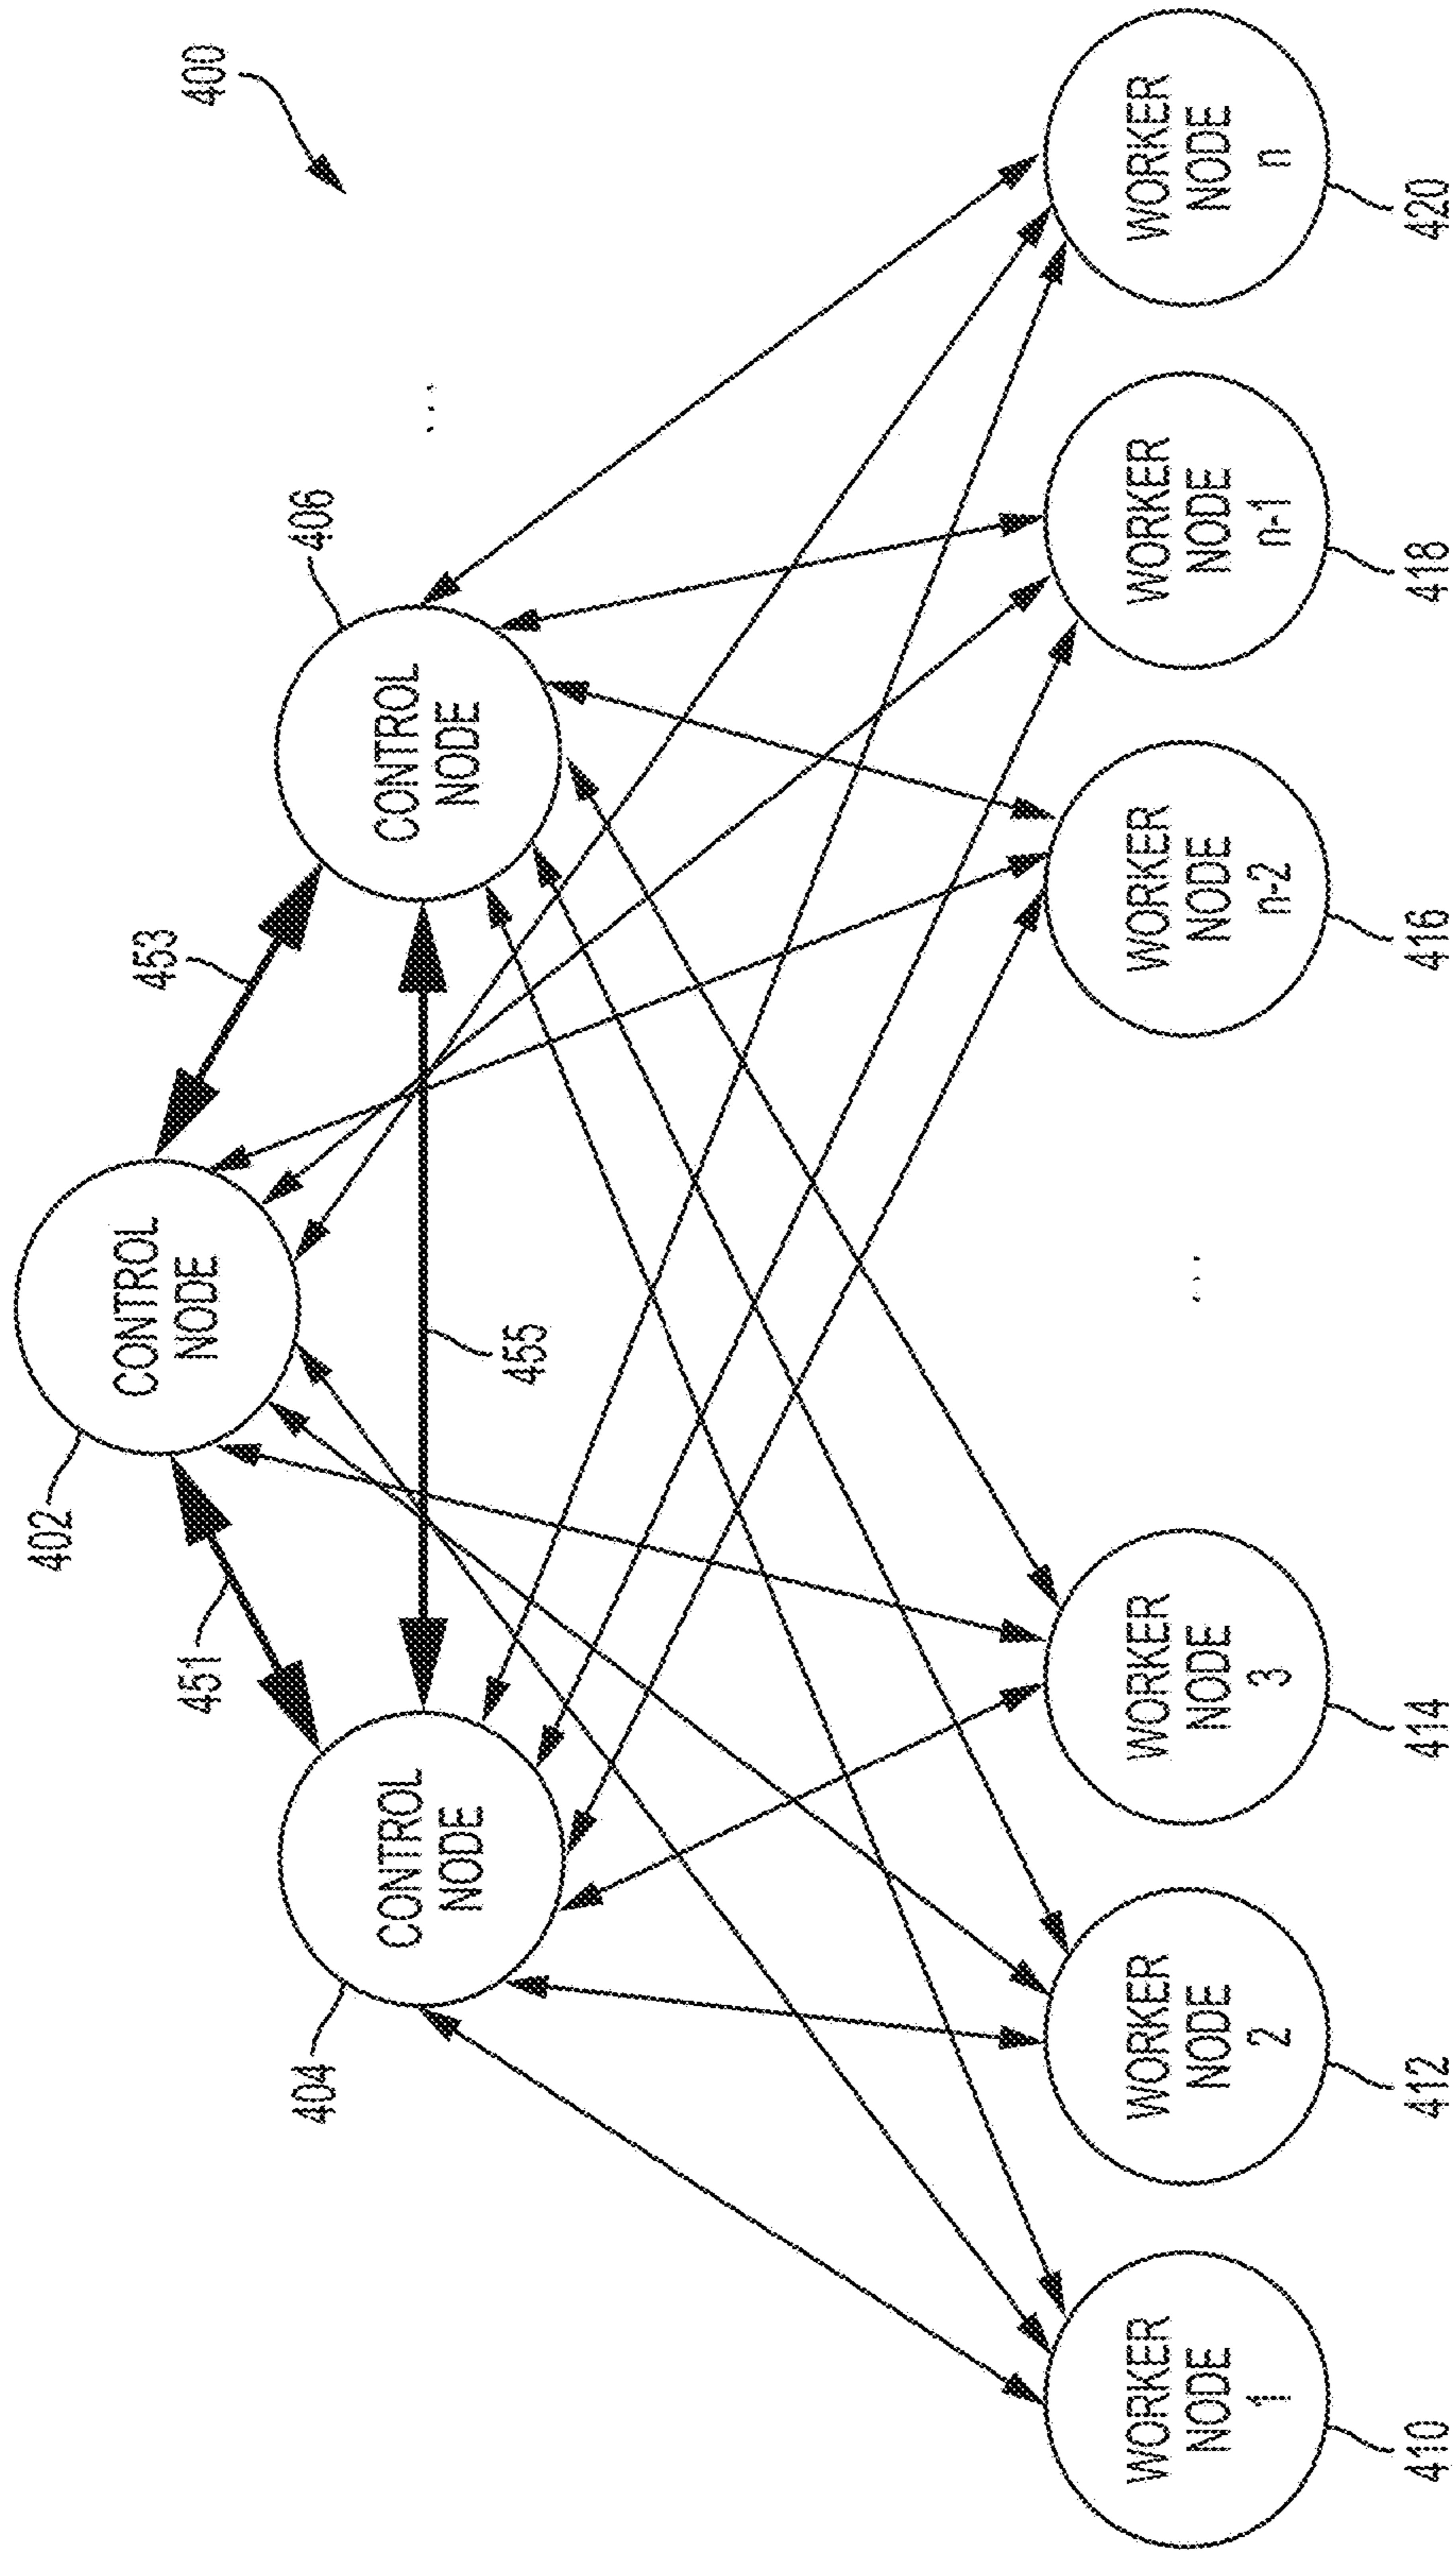 400
402
CONTROL
NODE
451
453
404
CONTROL
NODE
455
406
CONTROL
NODE
...
WORKER
NODE
1
410
WORKER
NODE
2
412
WORKER
NODE
3
414
...
WORKER
NODE
n-2
416
WORKER
NODE
n-1
418
WORKER
NODE
n
420